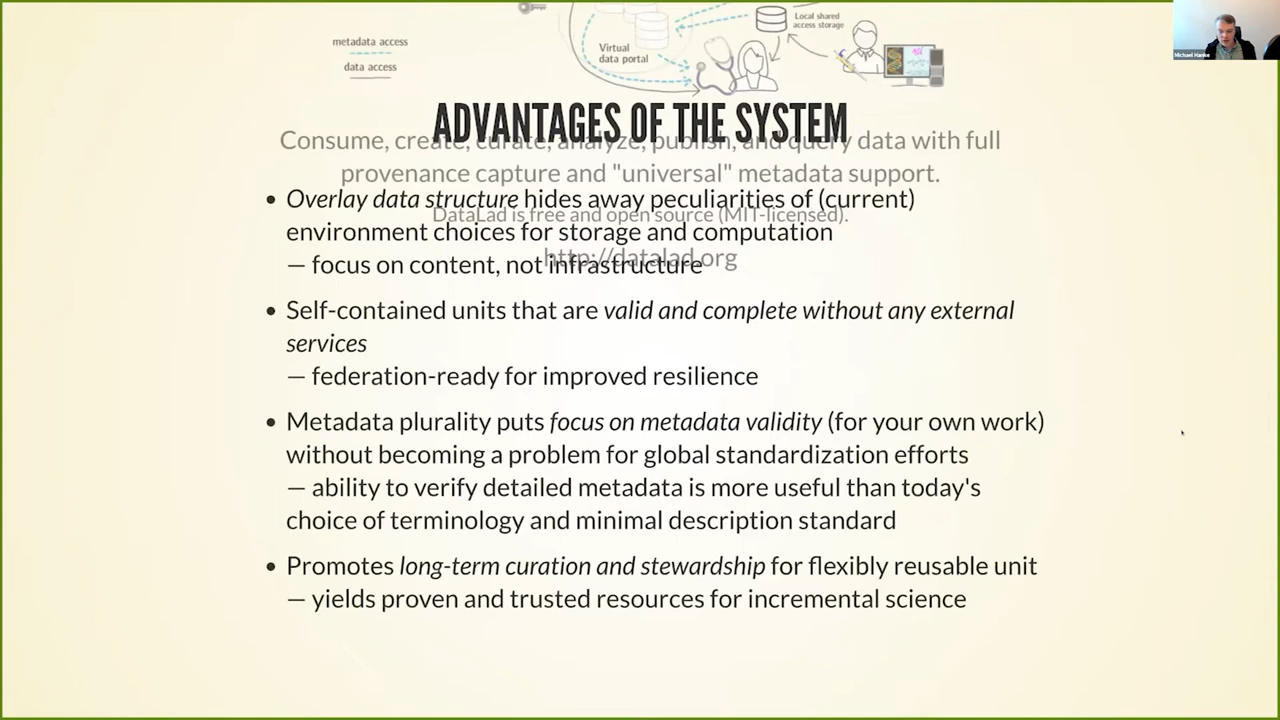 Local shared
access storage
metadata access
Virtual
data portal
data access
Michael Hanke
ADVANTAGES OF THE SYSTEM
Consume, create, curate, analyze, publish, and query data with full
provenance capture and "universal" metadata support.
• Overlay data structure hides away peculiarities of (current)
DataLad is free and open source (MIT-licensed).
environment choices for storage and computation
http://datalad.org
— focus on content, not infrastructure
• Self-contained units that are valid and complete without any external
services
— federation-ready for improved resilience
• Metadata plurality puts focus on metadata validity (for your own work)
without becoming a problem for global standardization efforts
— ability to verify detailed metadata is more useful than today's
choice of terminology and minimal description standard
• Promotes long-term curation and stewardship for flexibly reusable unit
— yields proven and trusted resources for incremental science